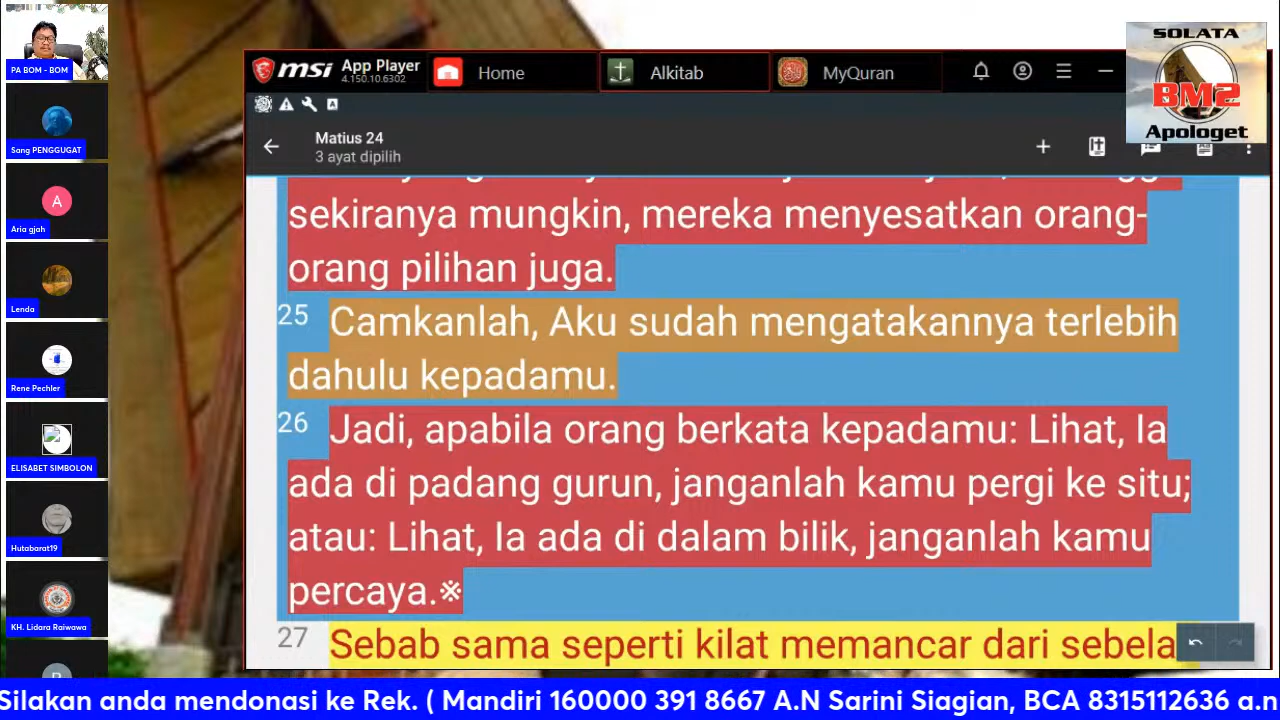 PA BOM - BOM
Sang PENGGUGAT
A
Aria gjah
Lenda
Rene Pechler
ELISABET SIMBOLON
Hutabarat19
KH. Lidara Raiwawa
msi App Player
4.150.10.6302
Home
Alkitab
MyQuran
SOLATA
BM2
Apologet
Matius 24
3 ayat dipilih
sekiranya mungkin, mereka menyesatkan orang-
orang pilihan juga.
25 Camkanlah, Aku sudah mengatakannya terlebih
dahulu kepadamu.
26 Jadi, apabila orang berkata kepadamu: Lihat, Ia
ada di padang gurun, janganlah kamu pergi ke situ;
atau: Lihat, Ia ada di dalam bilik, janganlah kamu
percaya.※
27 Sebab sama seperti kilat memancar dari sebela
Silakan anda mendonasi ke Rek. ( Mandiri 160000 391 8667 A.N Sarini Siagian, BCA 8315112636 a.n